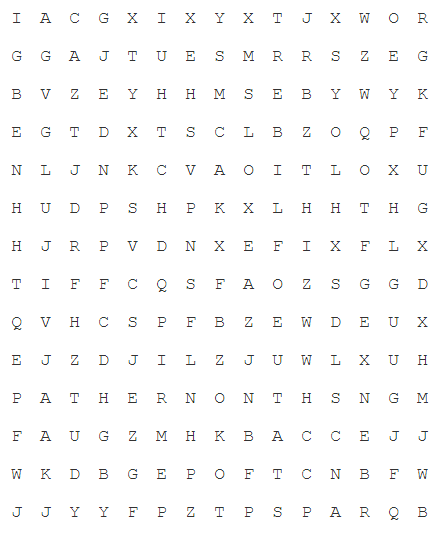 I A C G X I X Y X T J X W O R
G G A J T U E S M R R S Z E G
B V Z E Y H H M S E B Y W Y K
E G T D X T S C L B Z O Q P F
N L J N K C V A O I T L O X U
H U D P S H P K X L H H T H G
H J R P V D N X E F I X F L X
T I F F C Q S F A O Z S G G D
Q V H C S P F B Z E W D E U X
E J Z D J I L Z J U W L X U H
P A T H E R N O N T H S N G M
F A U G Z M H K B A C C E J J
W K D B G E P O F T C N B F W
J J Y Y F P Z T P S P A R Q B